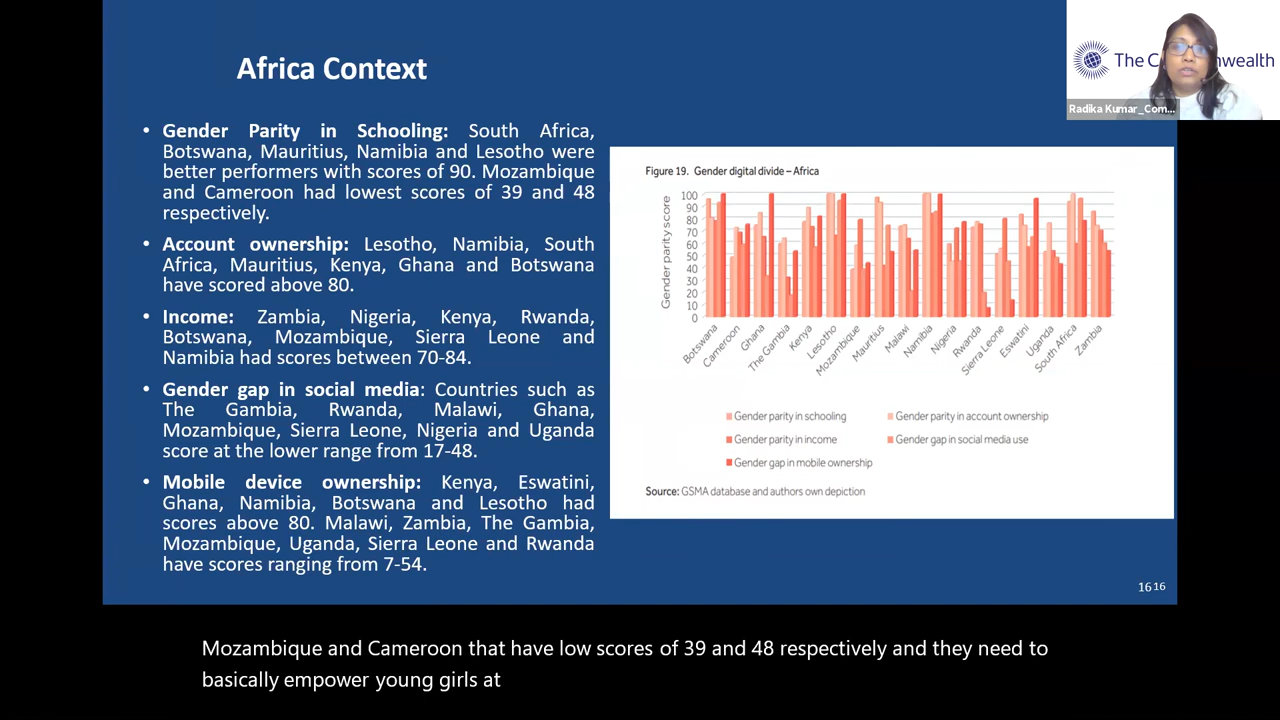 Africa Context
• Gender Parity in Schooling: South Africa,
Botswana, Mauritius, Namibia and Lesotho were
better performers with scores of 90. Mozambique
and Cameroon had lowest scores of 39 and 48
respectively.
• Account ownership: Lesotho, Namibia, South
Africa, Mauritius, Kenya, Ghana and Botswana
have scored above 80.
• Income: Zambia, Nigeria, Kenya, Rwanda,
Botswana, Mozambique, Sierra Leone and
Namibia had scores between 70-84.
• Gender gap in social media: Countries such as
The Gambia, Rwanda, Malawi, Ghana,
Mozambique, Sierra Leone, Nigeria and Uganda
score at the lower range from 17-48.
• Mobile device ownership: Kenya, Eswatini,
Ghana, Namibia, Botswana and Lesotho had
scores above 80. Malawi, Zambia, The Gambia,
Mozambique, Uganda, Sierra Leone and Rwanda
have scores ranging from 7-54.
The C
wealth
Radika Kumar_Com...
Figure 19. Gender digital divide – Africa
Gender parity score
100
90
80
70
60
50
40
30
20
10
0
Botswana
Cameroon
Ghana
The Gambia
Kenya
Lesotho
Mozambique
Mauritius
Malawi
Namibia
Nigeria
Rwanda
Sierra Leone
Eswatini
Uganda
South Africa
Zambia
Gender parity in schooling
Gender parity in account ownership
Gender parity in income
Gender gap in social media use
Gender gap in mobile ownership
Source: GSMA database and authors own depiction
16 16
Mozambique and Cameroon that have low scores of 39 and 48 respectively and they need to
basically empower young girls at